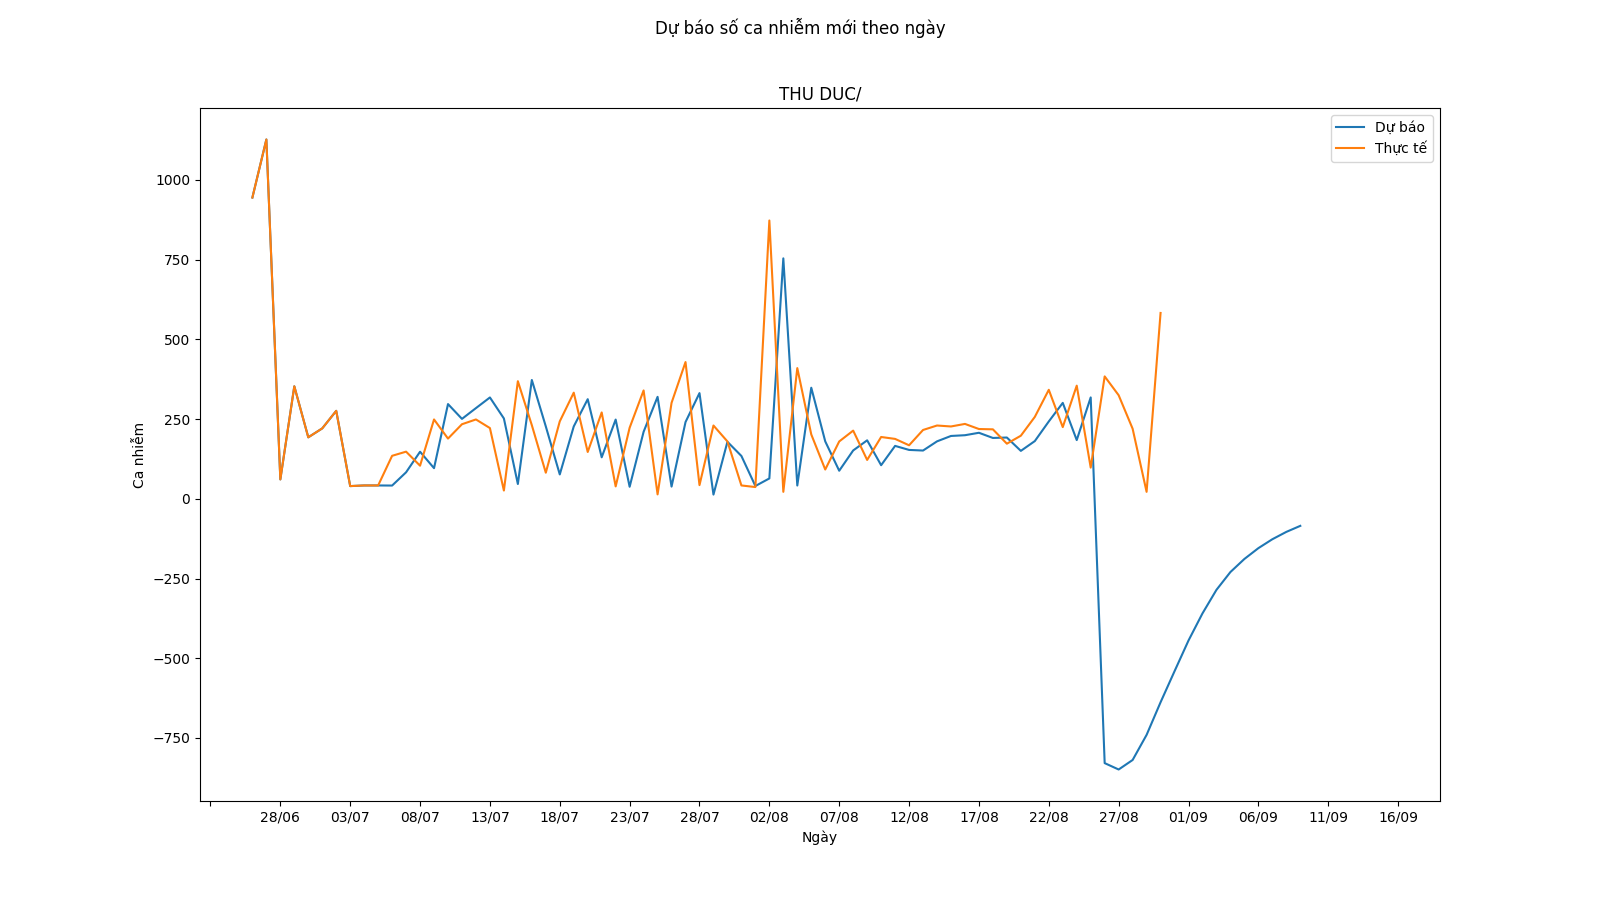 Dự báo số ca nhiễm mới theo ngày
THU DUC/
Dự báo
Thực tế
1000
750
500
250
0
−250
−500
−750
Ca nhiễm
28/06 03/07 08/07 13/07 18/07 23/07 28/07 02/08 07/08 12/08 17/08 22/08 27/08 01/09 06/09 11/09 16/09
Ngày